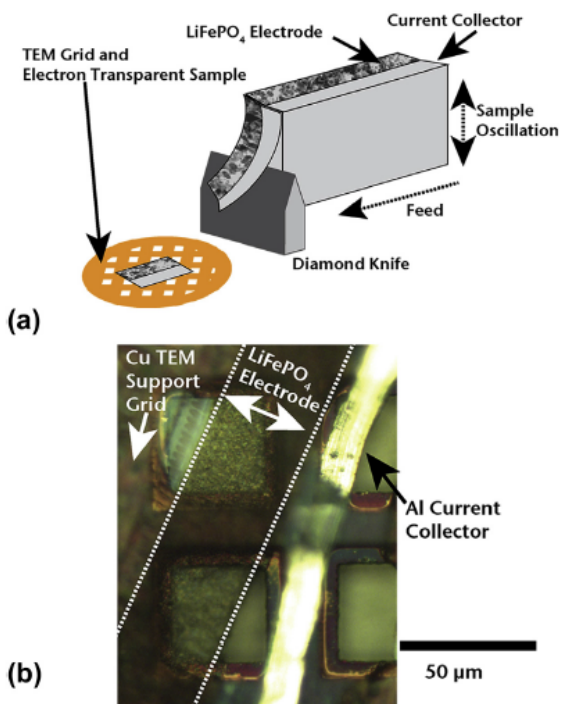 LiFePO₄ Electrode
Current Collector
TEM Grid and
Electron Transparent Sample
Sample
Oscillation
Feed
Diamond Knife
(a)
Cu TEM
Support
Grid
LiFePO₄
Electrode
Al Current
Collector
50 µm
(b)